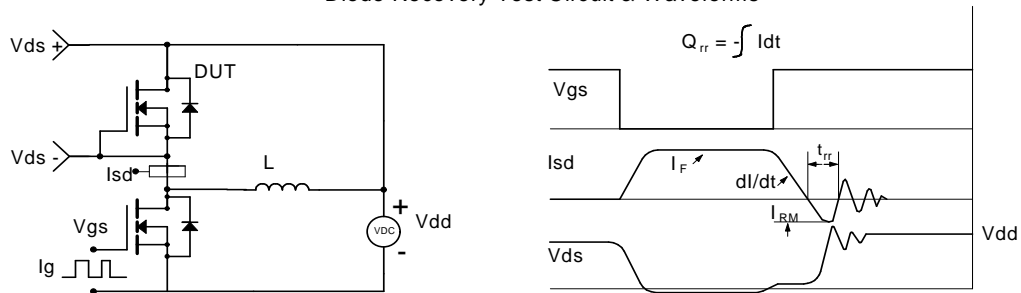 Diode Recovery Test Circuit & Waveforms
Vds +
DUT
Vds -
Isd
L
Vgs
Ig
+
VDC
-
Vdd
Q rr = - ∫ Idt
Vgs
Isd
I F
dI/dt
t rr
I RM
Vdd
Vds